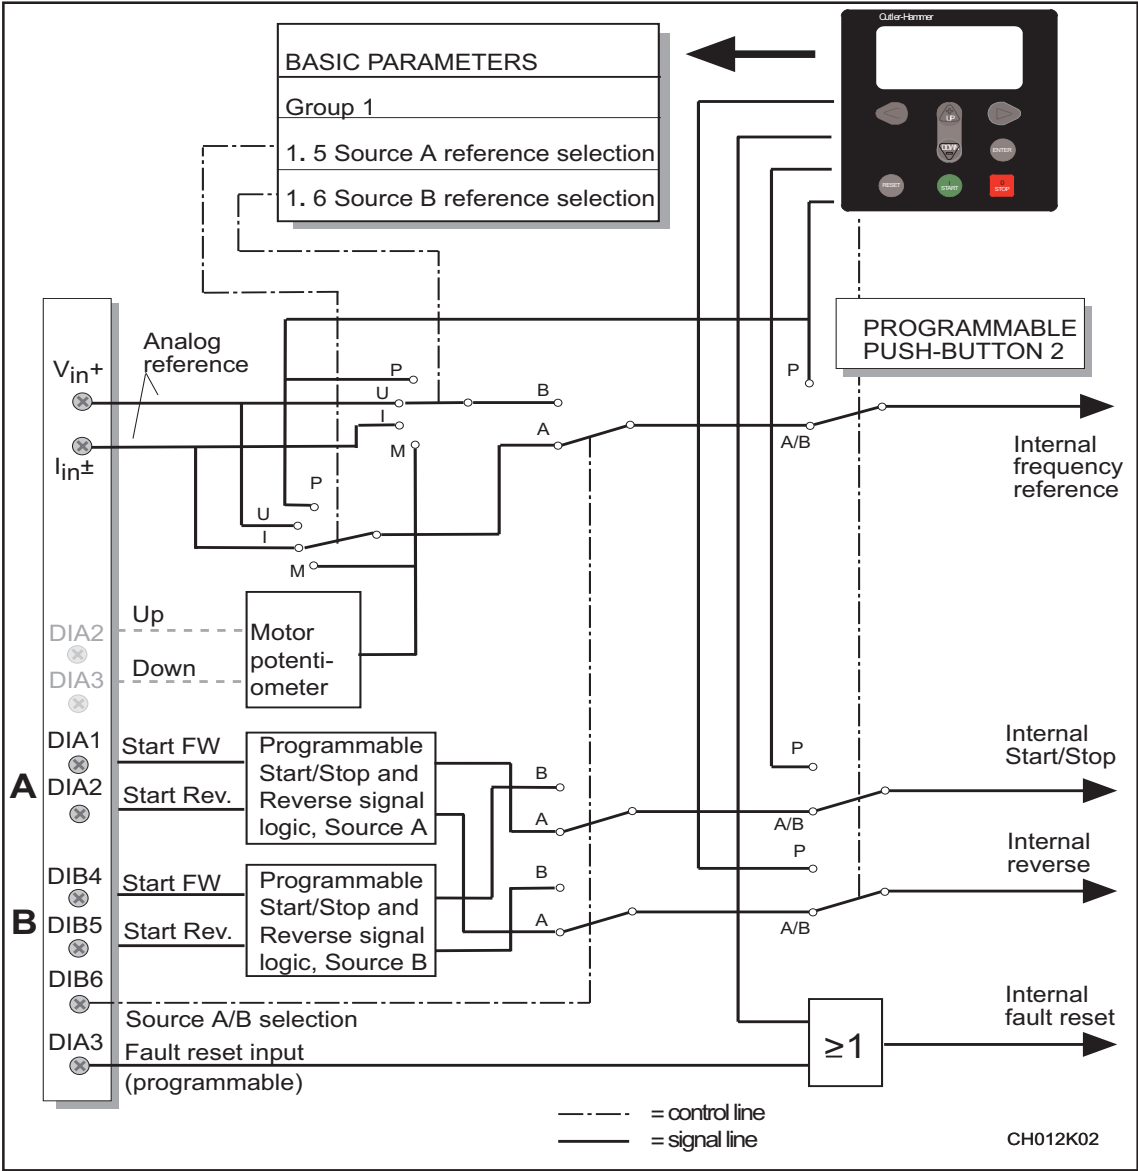 Cutler-Hammer
UP
DOWN
ENTER
RESET
I
START
0
STOP
BASIC PARAMETERS
Group 1
1. 5 Source A reference selection
1. 6 Source B reference selection
PROGRAMMABLE
PUSH-BUTTON 2
Analog
reference
Vin+
Iin±
P
U
I
M
B
A
P
A/B
Internal
frequency
reference
P
U
I
M
DIA2
Up
DIA3
Down
Motor
potenti-
ometer
A
DIA1
Start FW
DIA2
Start Rev.
Programmable
Start/Stop and
Reverse signal
logic, Source A
B
A
P
A/B
Internal
Start/Stop
B
DIB4
Start FW
DIB5
Start Rev.
Programmable
Start/Stop and
Reverse signal
logic, Source B
B
A
P
A/B
Internal
reverse
DIB6
Source A/B selection
DIA3
Fault reset input
(programmable)
≥1
Internal
fault reset
= control line
= signal line
CH012K02